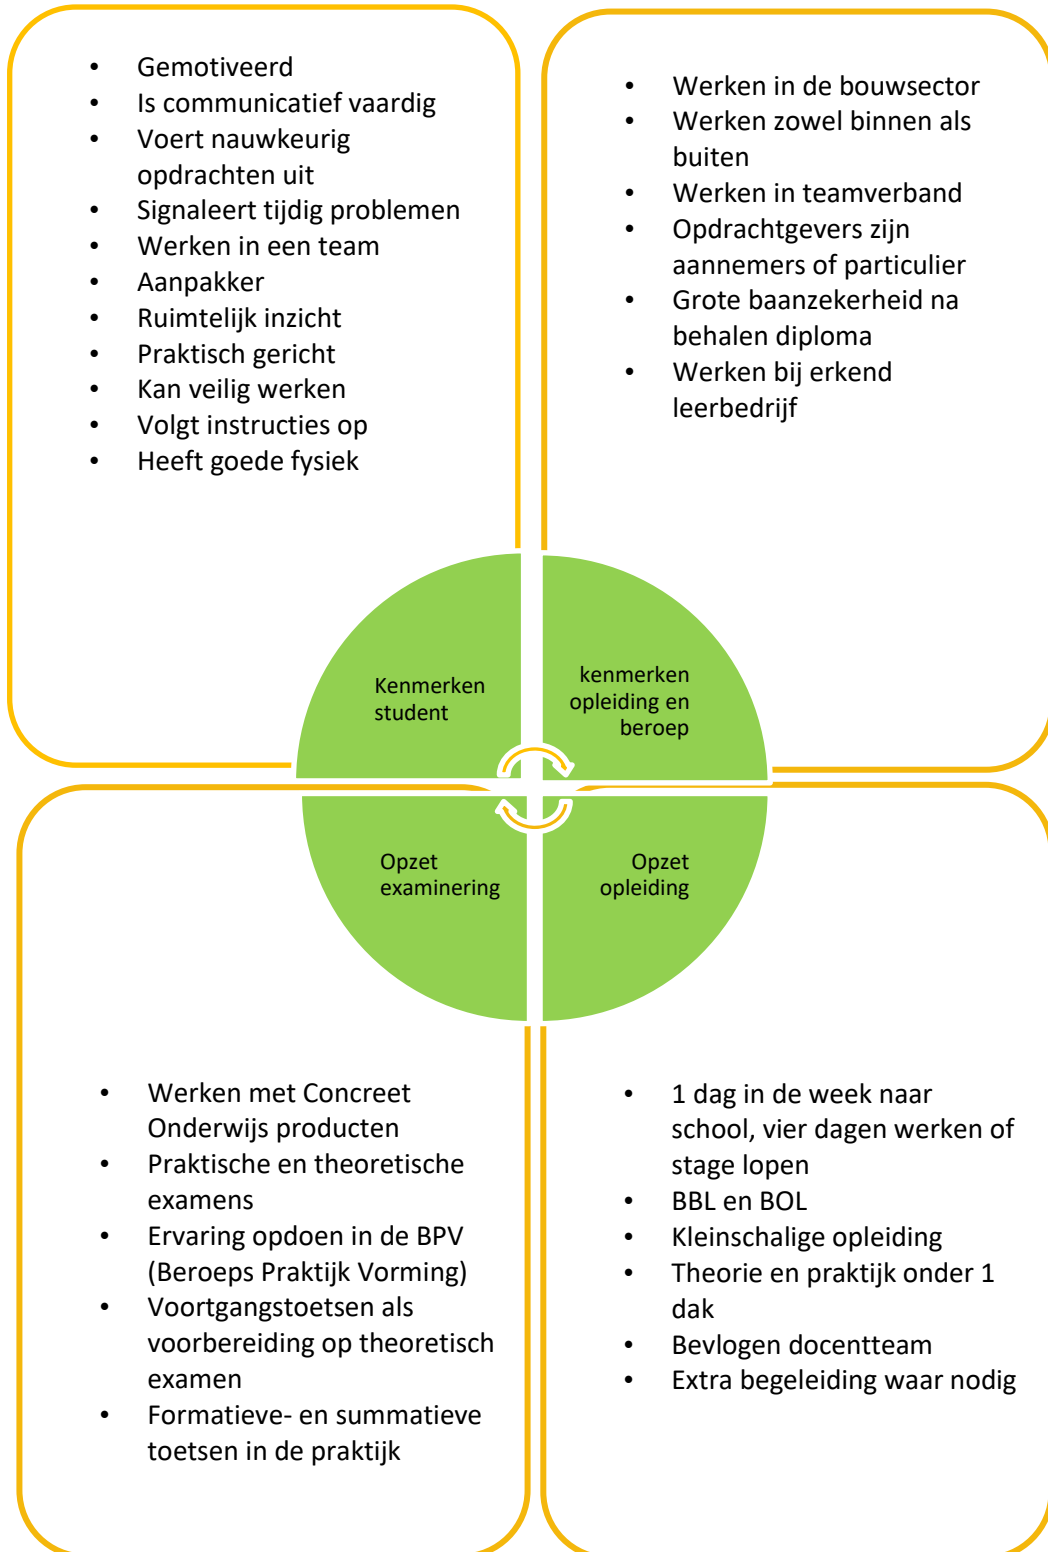 • Gemotiveerd
• Is communicatief vaardig
• Voert nauwkeurig
opdrachten uit
• Signaleert tijdig problemen
• Werken in een team
• Aanpakker
• Ruimtelijk inzicht
• Praktisch gericht
• Kan veilig werken
• Volgt instructies op
• Heeft goede fysiek
• Werken in de bouwsector
• Werken zowel binnen als
buiten
• Werken in teamverband
• Opdrachtgevers zijn
aannemers of particulier
• Grote baanzekerheid na
behalen diploma
• Werken bij erkend
leerbedrijf
Kenmerken
student
kenmerken
opleiding en
beroep
Opzet
examinering
Opzet
opleiding
• Werken met Concreet
Onderwijs producten
• Praktische en theoretische
examens
• Ervaring opdoen in de BPV
(Beroeps Praktijk Vorming)
• Voortgangstoetsen als
voorbereiding op theoretisch
examen
• Formatieve- en summatieve
toetsen in de praktijk
• 1 dag in de week naar
school, vier dagen werken of
stage lopen
• BBL en BOL
• Kleinschalige opleiding
• Theorie en praktijk onder 1
dak
• Bevlogen docentteam
• Extra begeleiding waar nodig